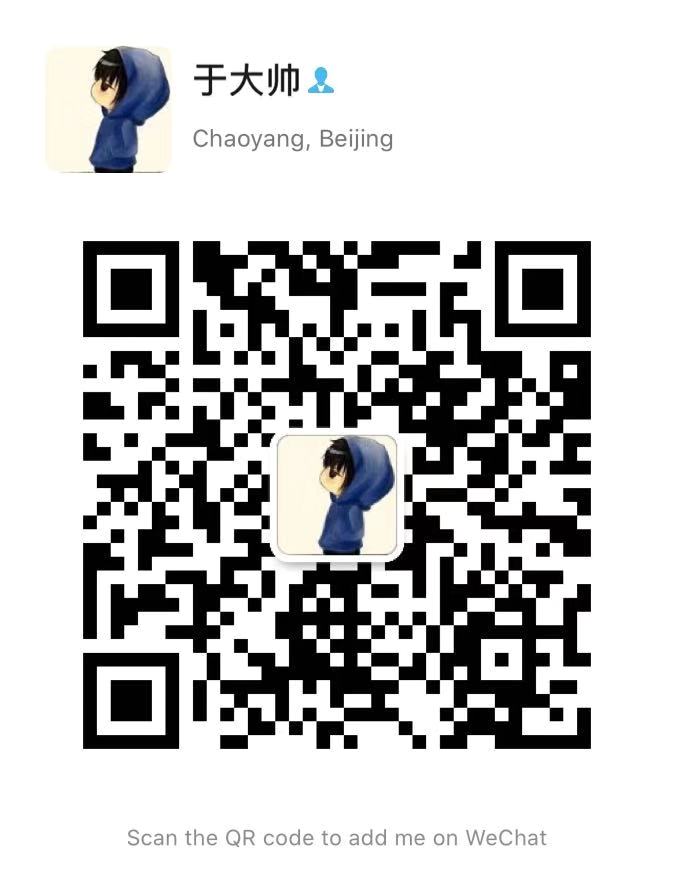 于大帅
Chaoyang, Beijing
Scan the QR code to add me on WeChat